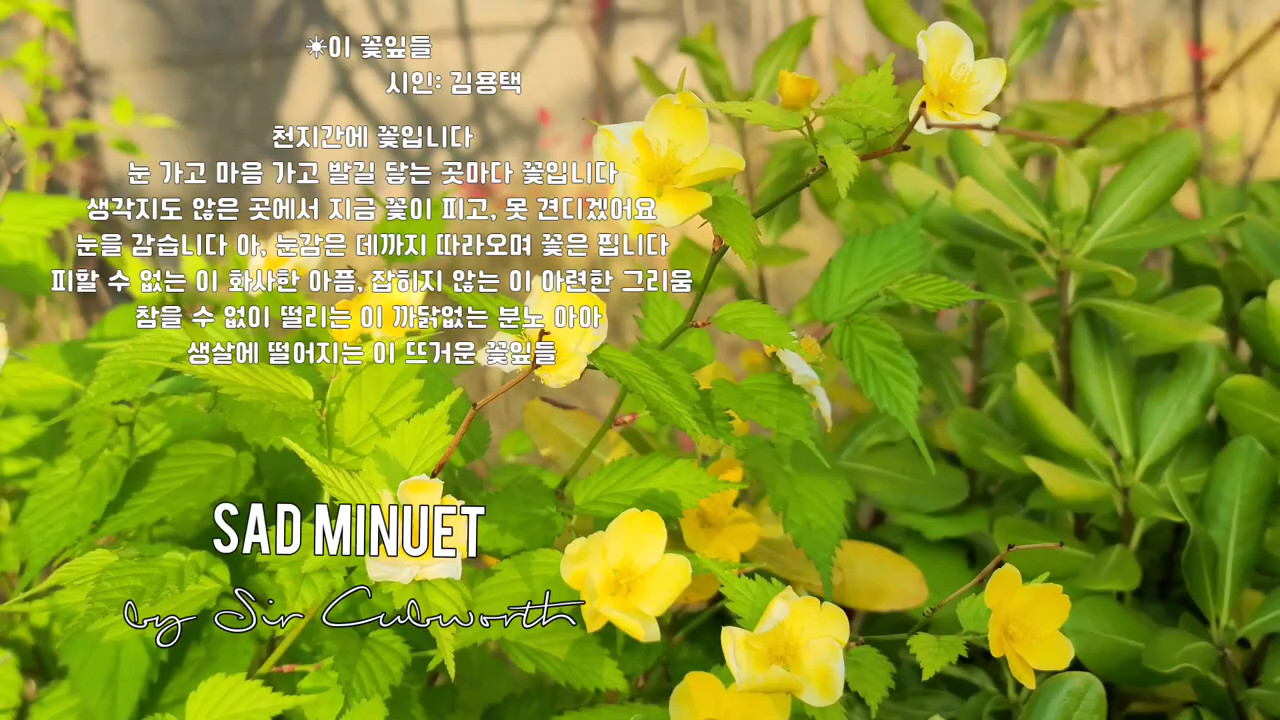 ☀이 꽃잎들
시인: 김용택
천지간에 꽃입니다
눈 가고 마음 가고 발길 닿는 곳마다 꽃입니다
생각지도 않은 곳에서 지금 꽃이 피고, 못 견디겠어요
눈을 감습니다 아, 눈감은 데까지 따라오며 꽃은 핍니다
피할 수 없는 이 화사한 아픔, 잡히지 않는 이 아련한 그리움
참을 수 없이 떨리는 이 까닭없는 분노 아아
생살에 떨어지는 이 뜨거운 꽃잎들
SAD MINUET
by Sir Cubworth